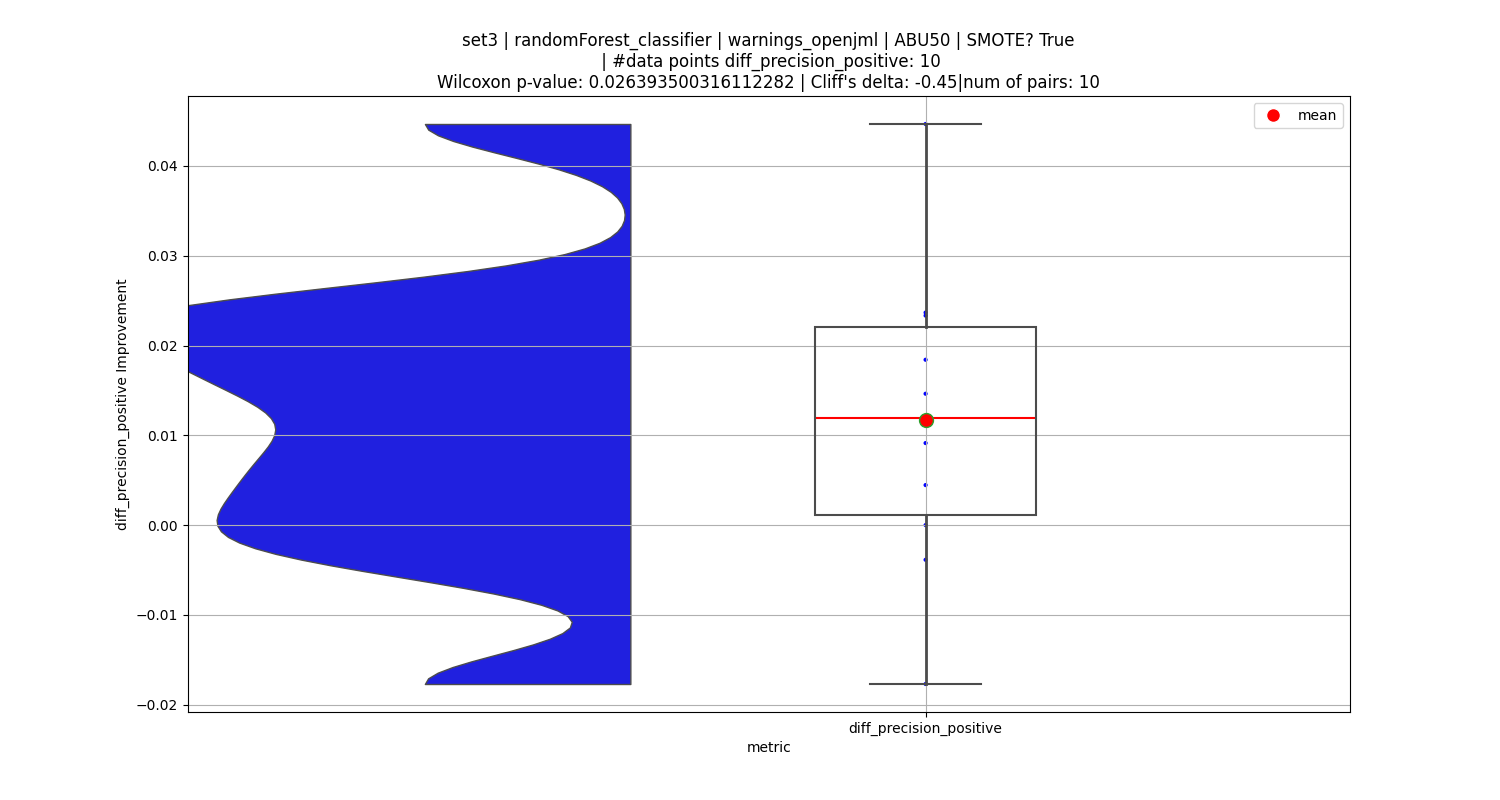 set3 | randomForest_classifier | warnings_openjml | ABU50 | SMOTE? True
| #data points diff_precision_positive: 10
Wilcoxon p-value: 0.026393500316112282 | Cliff's delta: -0.45|num of pairs: 10
mean
0.04
0.03
0.02
0.01
0.00
−0.01
−0.02
diff_precision_positive Improvement
diff_precision_positive
metric